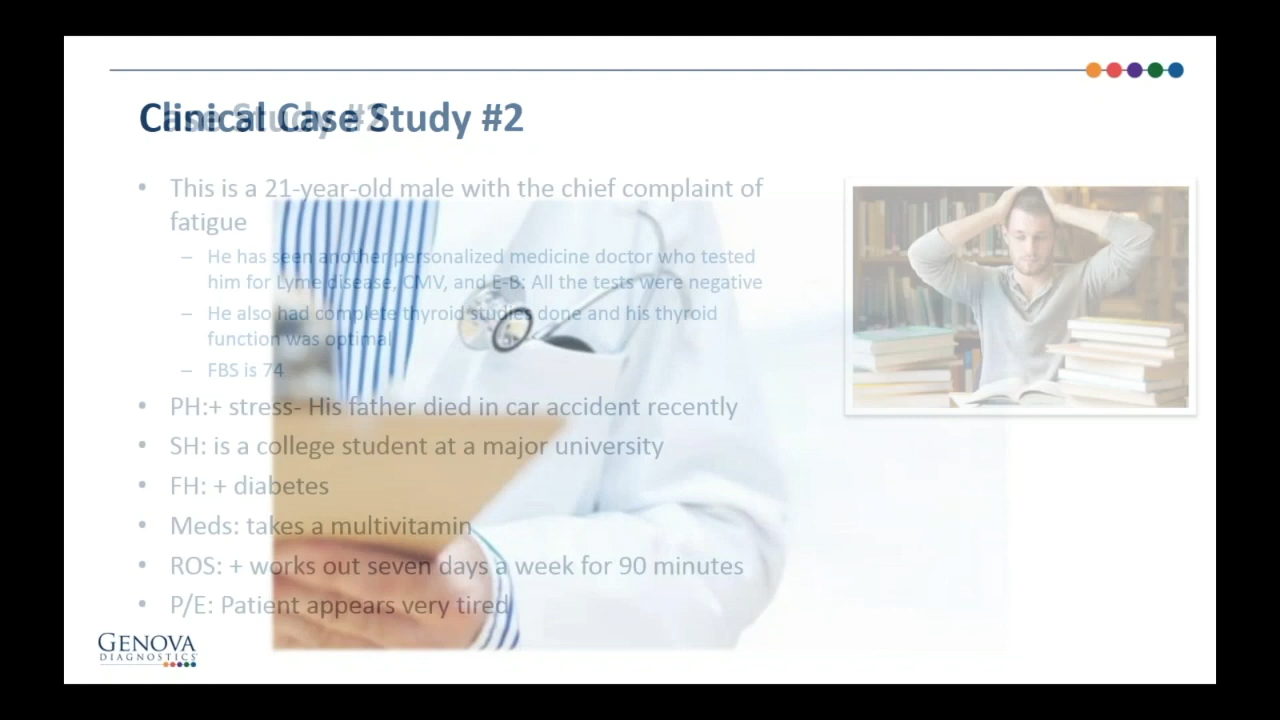 Clinical Case Study #2
Case Study #2
• This is a 21-year-old male with the chief complaint of
fatigue
– He has seen another personalized medicine doctor who tested
him for Lyme disease, CMV, and E-B: All the tests were negative
– He also had complete thyroid studies done and his thyroid
function was optimal
– FBS is 74
• PH:+ stress- His father died in car accident recently
• SH: is a college student at a major university
• FH: + diabetes
• Meds: takes a multivitamin
• ROS: + works out seven days a week for 90 minutes
• P/E: Patient appears very tired
GENOVA
DIAGNOSTICS